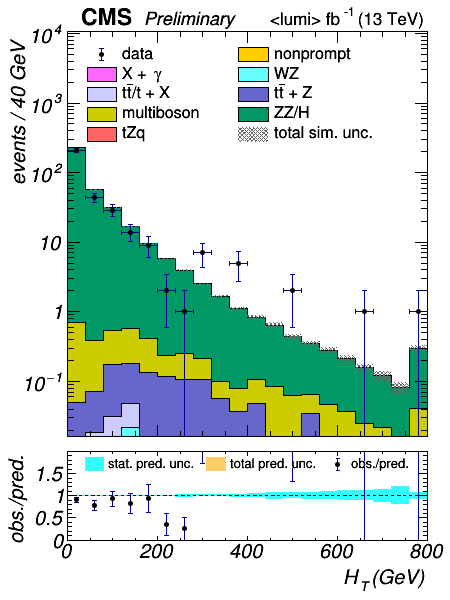 CMS Preliminary <lumi> fb⁻¹ (13 TeV)
events / 40 GeV
10⁴
10³
10²
10
1
10⁻¹
data
nonprompt
X + γ
WZ
tt̄/t + X
tt̄ + Z
multiboson
ZZ/H
tZq
total sim. unc.
obs./pred.
1.5
1
0.5
0
stat. pred. unc.
total pred. unc.
obs./pred.
0 200 400 600 800
H_T (GeV)